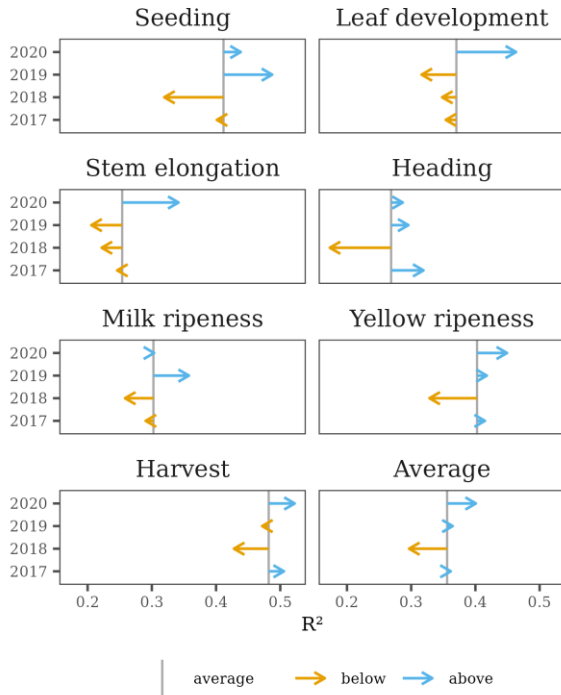 Seeding Leaf development
2020
2019
2018
2017
Stem elongation Heading
2020
2019
2018
2017
Milk ripeness Yellow ripeness
2020
2019
2018
2017
Harvest Average
2020
2019
2018
2017
0.2 0.3 0.4 0.5 0.2 0.3 0.4 0.5
R²
average below above